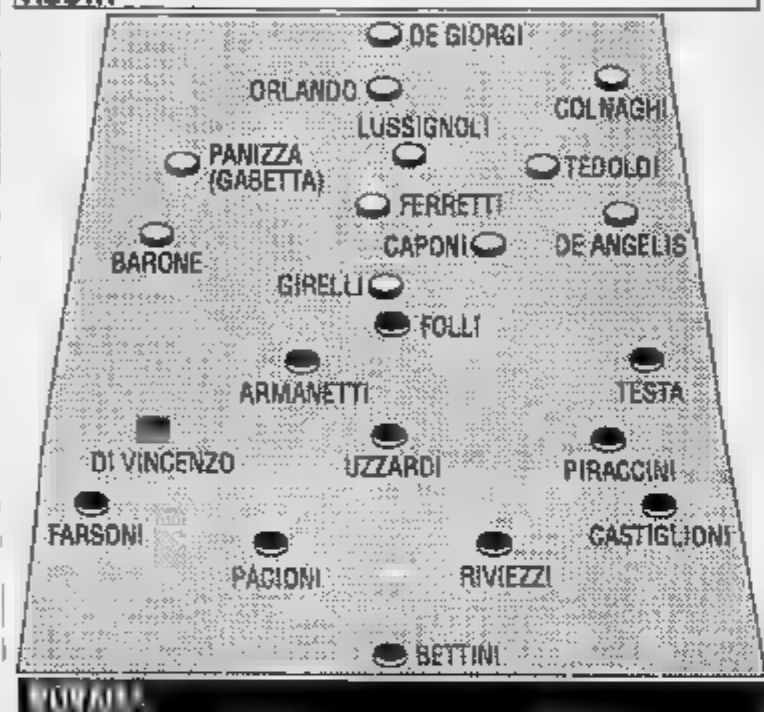 DE GIORGI
ORLANDO
COLNAGHI
LUSSIGNOLI
PANIZZA
(GABETTA)
TEDOLDI
FERRETTI
BARONE
CAPONI
DE ANGELIS
GIRELLI
FOLLI
ARMANETTI
TESTA
DI VINCENZO
UZZARDI
PIRACCINI
FARSONI
CASTIGLIONI
PAGIONI
RIVIEZZI
BETTINI